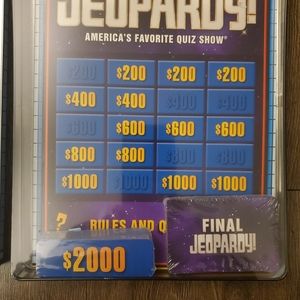 JEOPARDY!
AMERICA'S FAVORITE QUIZ SHOW®
$200 $200 $200 $200
$400 $400 $400 $400
$600 $600 $600 $600
$800 $800 $800 $800
$1000 $1000 $1000 $1000
? RULES AND
FINAL
JEOPARDY!
$2000